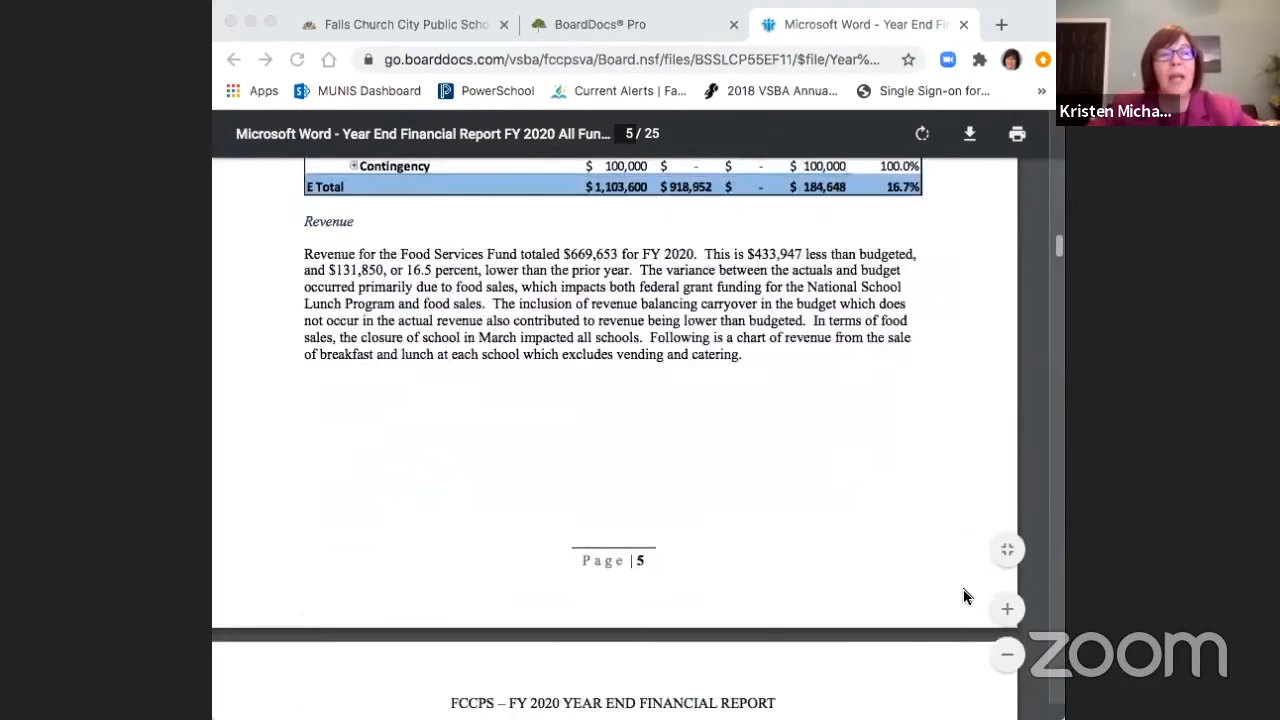 Falls Church City Public Scho
BoardDocs® Pro
Microsoft Word - Year End Fi
go.boarddocs.com/vsba/fccpsva/Board.nsf/files/BSSLCP55EF11/$file/Year%...
Apps
MUNIS Dashboard
PowerSchool
Current Alerts | Fa...
2018 VSBA Annua...
Single Sign-on for...
»
Kristen Micha...
Microsoft Word - Year End Financial Report FY 2020 All Fun... 5 / 25
Contingency $ 100,000 $ - $ - $ 100,000 100.0%
E Total $ 1,103,600 $ 918,952 $ - $ 184,648 16.7%
Revenue
Revenue for the Food Services Fund totaled $669,653 for FY 2020. This is $433,947 less than budgeted,
and $131,850, or 16.5 percent, lower than the prior year. The variance between the actuals and budget
occurred primarily due to food sales, which impacts both federal grant funding for the National School
Lunch Program and food sales. The inclusion of revenue balancing carryover in the budget which does
not occur in the actual revenue also contributed to revenue being lower than budgeted. In terms of food
sales, the closure of school in March impacted all schools. Following is a chart of revenue from the sale
of breakfast and lunch at each school which excludes vending and catering.
Page | 5
zoom
FCCPS – FY 2020 YEAR END FINANCIAL REPORT